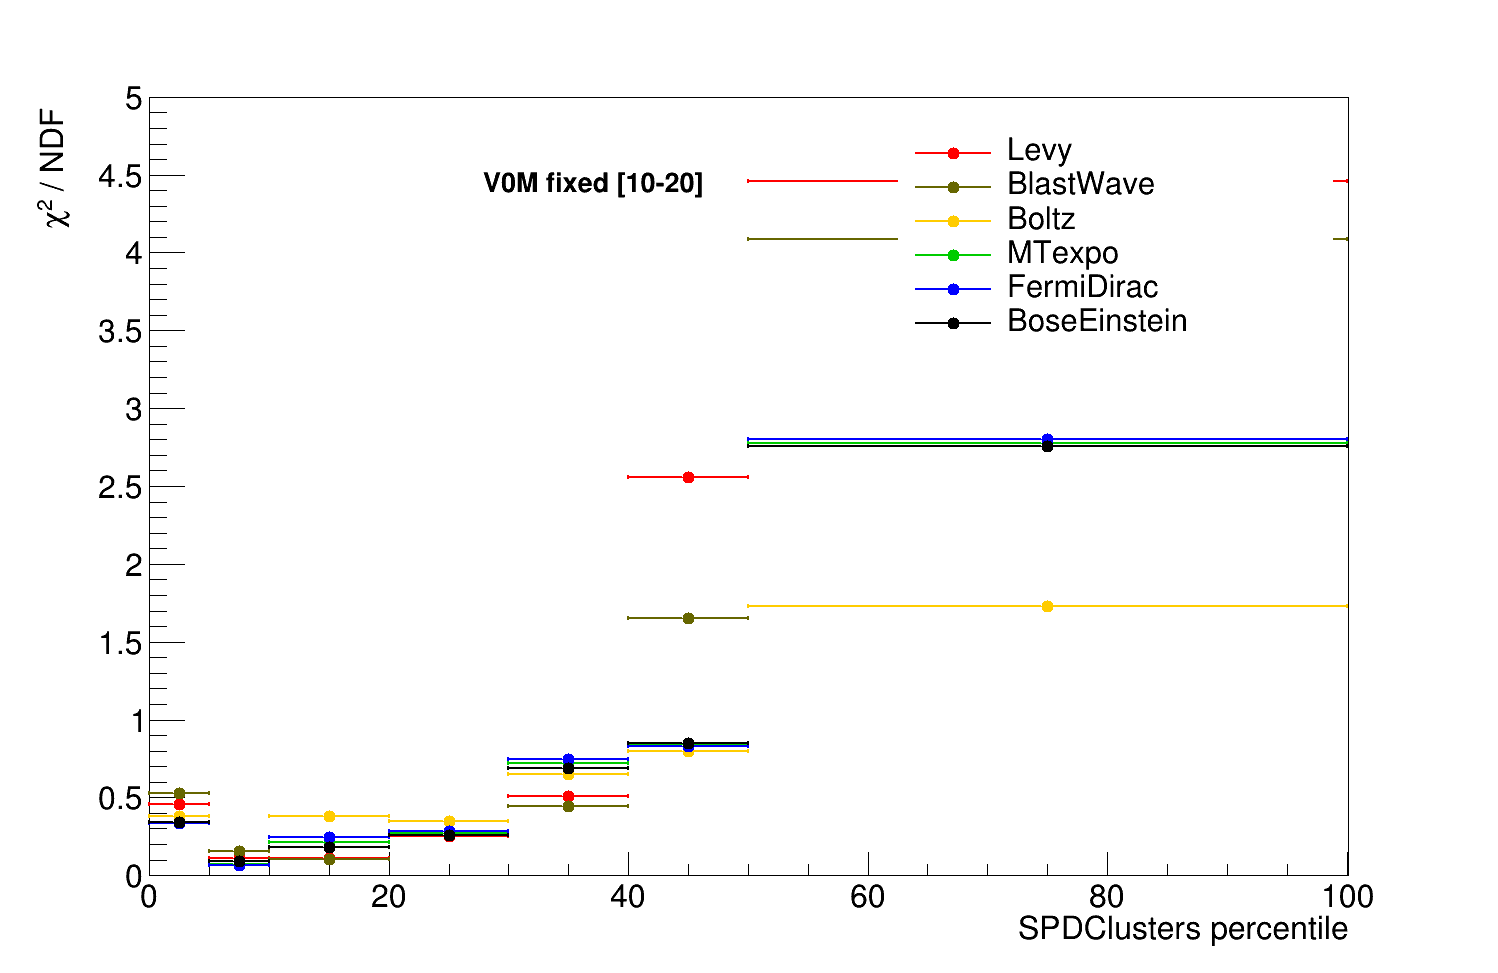 5
4.5
4
3.5
3
2.5
2
1.5
1
0.5
0
χ² / NDF
V0M fixed [10-20]
Levy
BlastWave
Boltz
MTexpo
FermiDirac
BoseEinstein
0 20 40 60 80 100
SPDClusters percentile